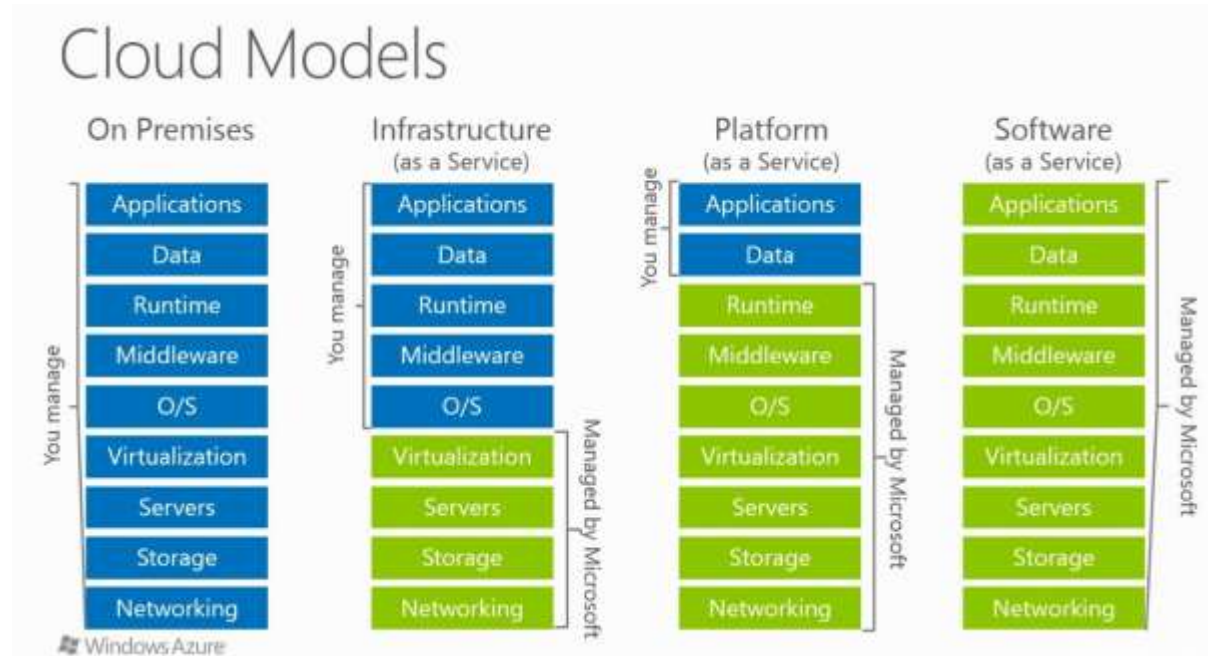 Cloud Models
On Premises
You manage
Applications
Data
Runtime
Middleware
O/S
Virtualization
Servers
Storage
Networking
Infrastructure
(as a Service)
You manage
Applications
Data
Runtime
Middleware
O/S
Virtualization
Servers
Storage
Networking
Managed by Microsoft
Platform
(as a Service)
You manage
Applications
Data
Runtime
Middleware
O/S
Virtualization
Servers
Storage
Networking
Managed by Microsoft
Software
(as a Service)
Applications
Data
Runtime
Middleware
O/S
Virtualization
Servers
Storage
Networking
Managed by Microsoft
Windows Azure